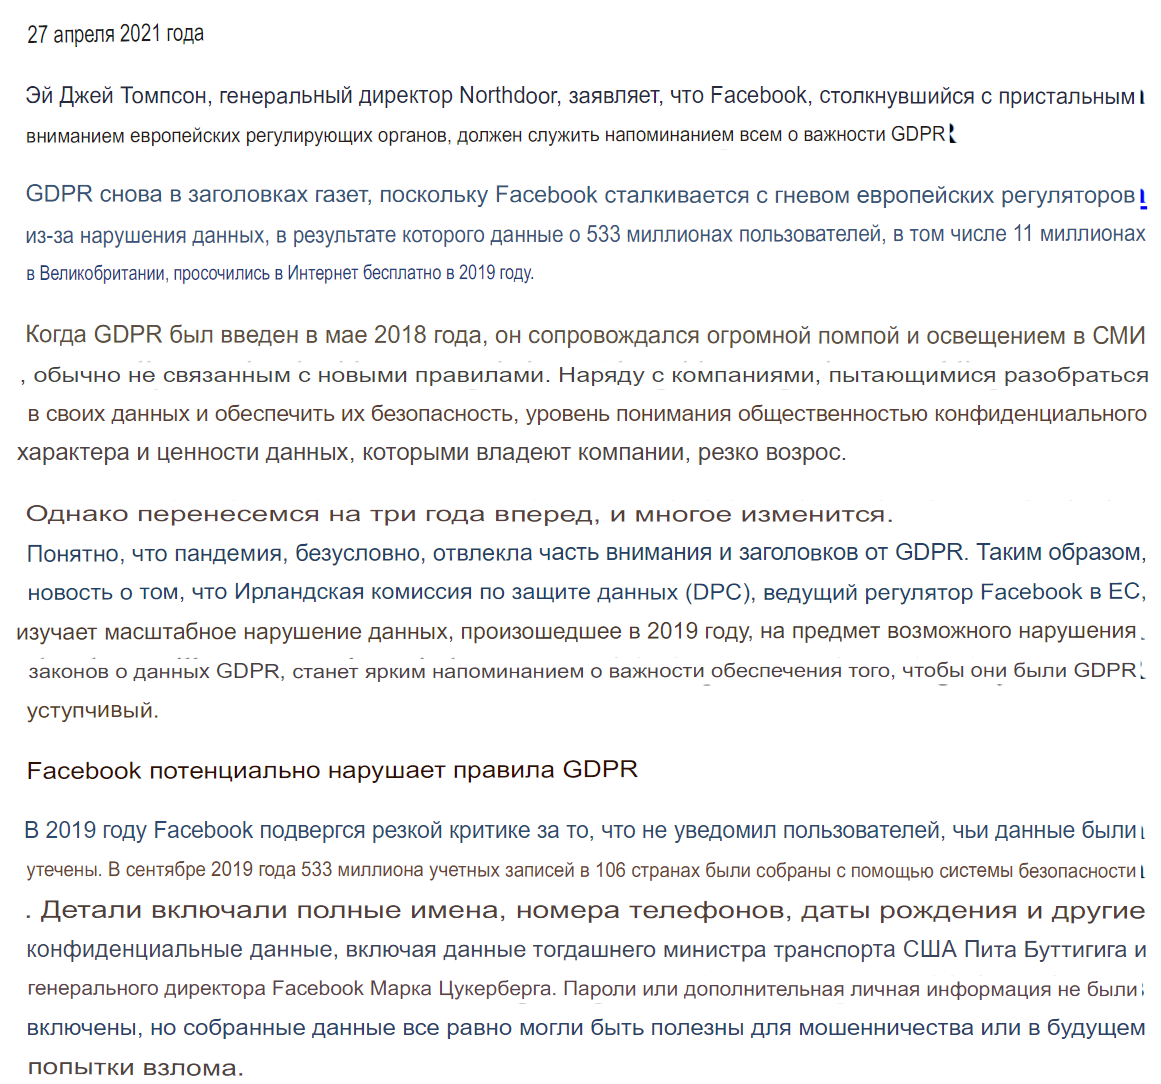 27 апреля 2021 года
Эй Джей Томпсон, генеральный директор Northdoor, заявляет, что Facebook, столкнувшийся с пристальным
вниманием европейских регулирующих органов, должен служить напоминанием всем о важности GDPR
GDPR снова в заголовках газет, поскольку Facebook сталкивается с гневом европейских регуляторов
из-за нарушения данных, в результате которого данные о 533 миллионах пользователей, в том числе 11 миллионах
в Великобритании, просочились в Интернет бесплатно в 2019 году.
Когда GDPR был введен в мае 2018 года, он сопровождался огромной помпой и освещением в СМИ
, обычно не связанным с новыми правилами. Наряду с компаниями, пытающимися разобраться
в своих данных и обеспечить их безопасность, уровень понимания общественностью конфиденциального
характера и ценности данных, которыми владеют компании, резко возрос.
Однако перенесемся на три года вперед, и многое изменится.
Понятно, что пандемия, безусловно, отвлекла часть внимания и заголовков от GDPR. Таким образом,
новость о том, что Ирландская комиссия по защите данных (DPC), ведущий регулятор Facebook в ЕС,
изучает масштабное нарушение данных, произошедшее в 2019 году, на предмет возможного нарушения
законов о данных GDPR, станет ярким напоминанием о важности обеспечения того, чтобы они были GDPR
уступчивый.
Facebook потенциально нарушает правила GDPR
В 2019 году Facebook подвергся резкой критике за то, что не уведомил пользователей, чьи данные были
утечены. В сентябре 2019 года 533 миллиона учетных записей в 106 странах были собраны с помощью системы безопасности
. Детали включали полные имена, номера телефонов, даты рождения и другие
конфиденциальные данные, включая данные тогдашнего министра транспорта США Пита Буттигига и
генерального директора Facebook Марка Цукерберга. Пароли или дополнительная личная информация не были
включены, но собранные данные все равно могли быть полезны для мошенничества или в будущем
попытки взлома.